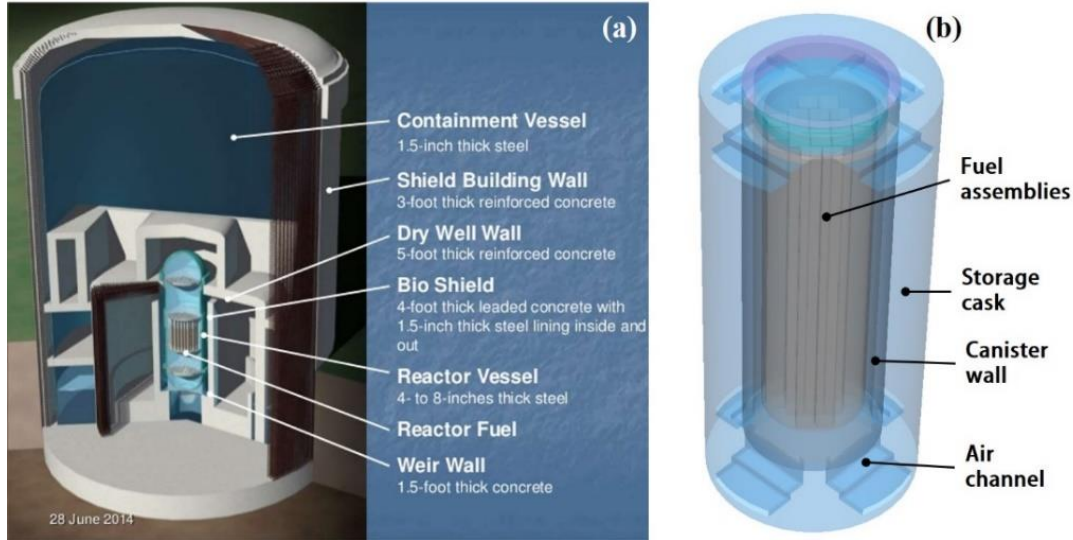 (a)
Containment Vessel
1.5-inch thick steel
Shield Building Wall
3-foot thick reinforced concrete
Dry Well Wall
5-foot thick reinforced concrete
Bio Shield
4-foot thick leaded concrete with
1.5-inch thick steel lining inside and
out
Reactor Vessel
4- to 8-inches thick steel
Reactor Fuel
Weir Wall
1.5-foot thick concrete
28 June 2014
(b)
Fuel
assemblies
Storage
cask
Canister
wall
Air
channel